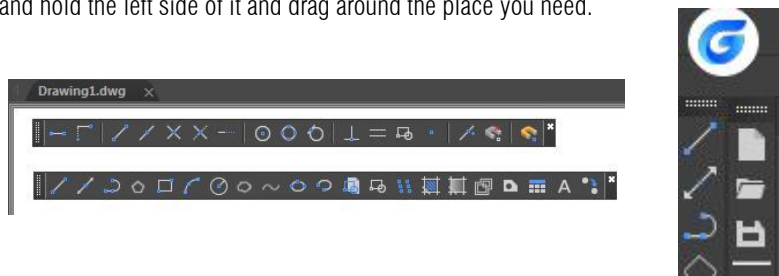 and hold the left side of it and drag around the place you need.
Drawing1.dwg
A